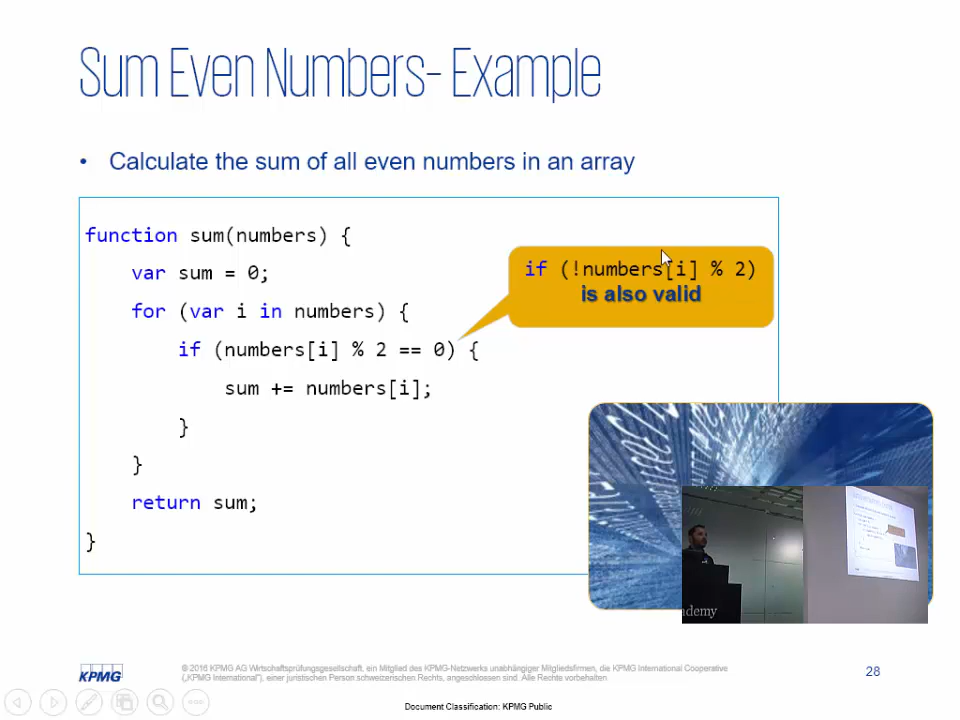 Sum Even Numbers- Example
• Calculate the sum of all even numbers in an array
function sum(numbers) {
var sum = 0;
for (var i in numbers) {
if (numbers[i] % 2 == 0) {
sum += numbers[i];
}
}
return sum;
}
if (!numbers[i] % 2)
is also valid
ndemy
KPMG
© 2016 KPMG AG Wirtschaftsprüfungsgesellschaft, ein Mitglied des KPMG-Netzwerks unabhängiger Mitgliedsfirmen, die KPMG International Cooperative
(„KPMG International"), einer juristischen Person schweizerischen Rechts, angeschlossen sind. Alle Rechte vorbehalten
28
Document Classification: KPMG Public